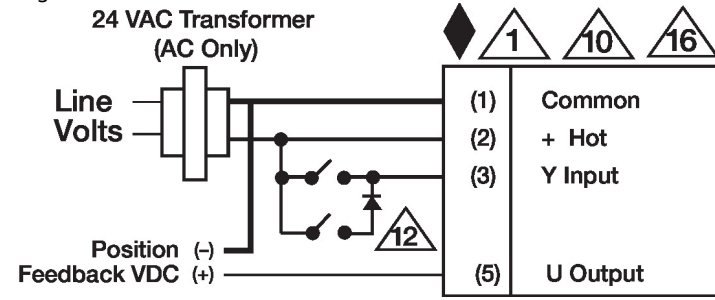 24 VAC Transformer
(AC Only)
1 10 16
Line
Volts
(1) Common
(2) + Hot
(3) Y Input
12
Position (–)
Feedback VDC (+)
(5) U Output